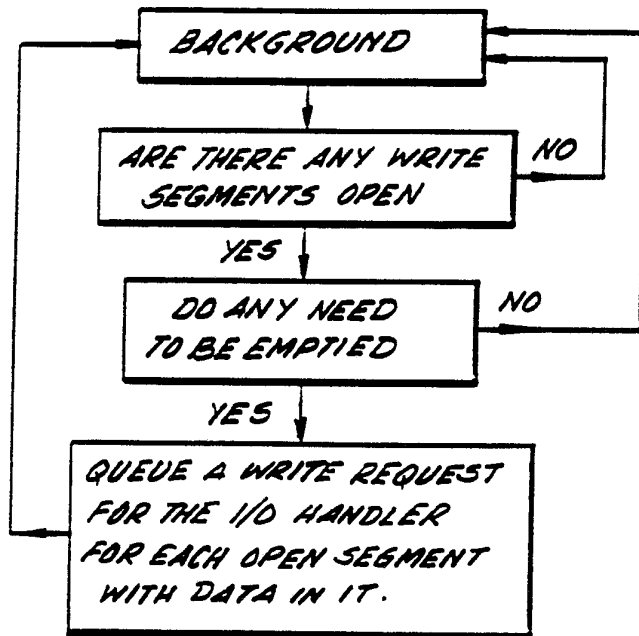 BACKGROUND
ARE THERE ANY WRITE
SEGMENTS OPEN
NO
YES
DO ANY NEED
TO BE EMPTIED
NO
YES
QUEUE A WRITE REQUEST
FOR THE I/O HANDLER
FOR EACH OPEN SEGMENT
WITH DATA IN IT.